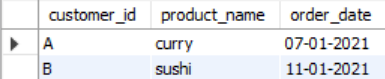 customer_id product_name order_date
A curry 07-01-2021
B sushi 11-01-2021